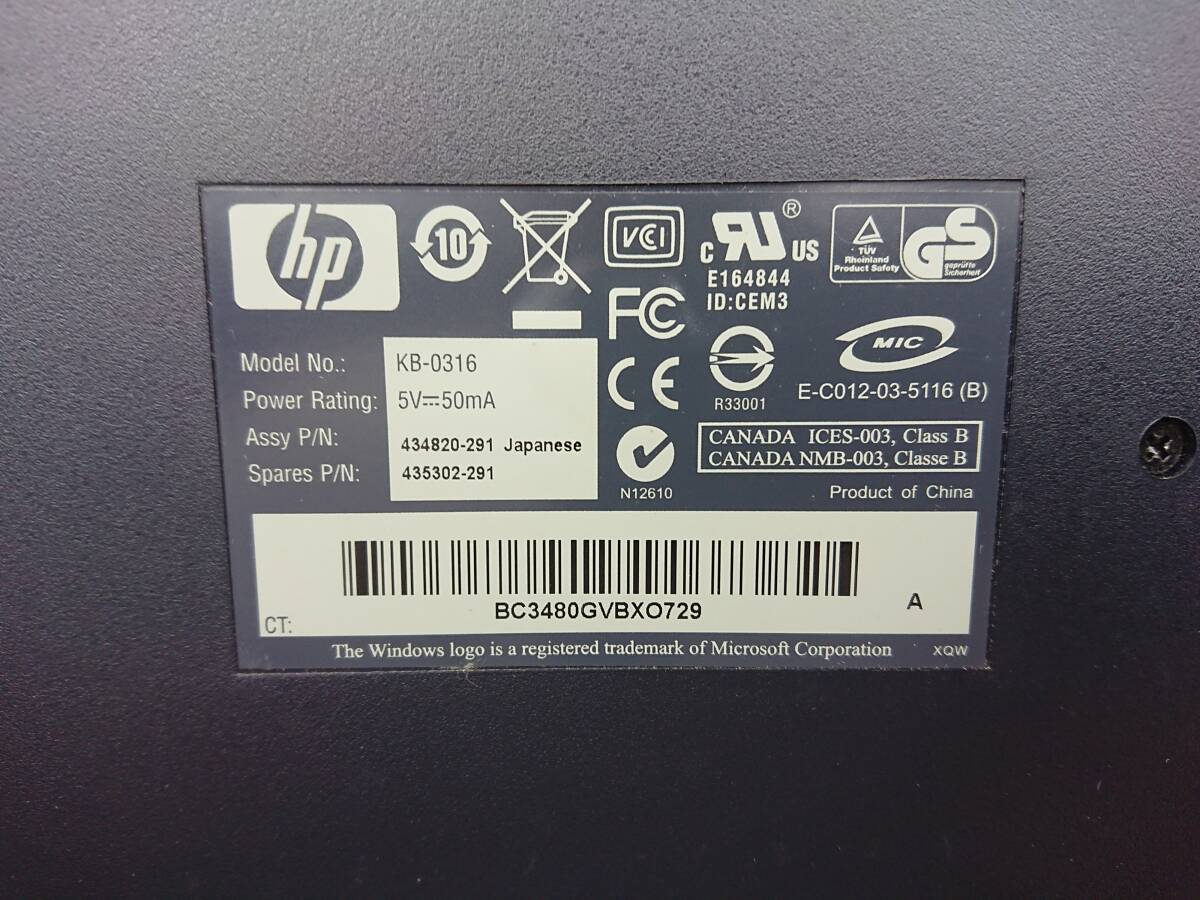 hp
10
VCI
c RU US ®
E164844
ID:CEM3
TÜV
Rheinland
Product Safety
GS
geprüfte
Sicherheit
FC
CE
R33001
MIC
E-C012-03-5116 (B)
Model No.: KB-0316
Power Rating: 5V⎓50mA
Assy P/N: 434820-291 Japanese
Spares P/N: 435302-291
N12610
CANADA ICES-003, Class B
CANADA NMB-003, Classe B
Product of China
CT: BC3480GVBXO729 A
The Windows logo is a registered trademark of Microsoft Corporation XQW